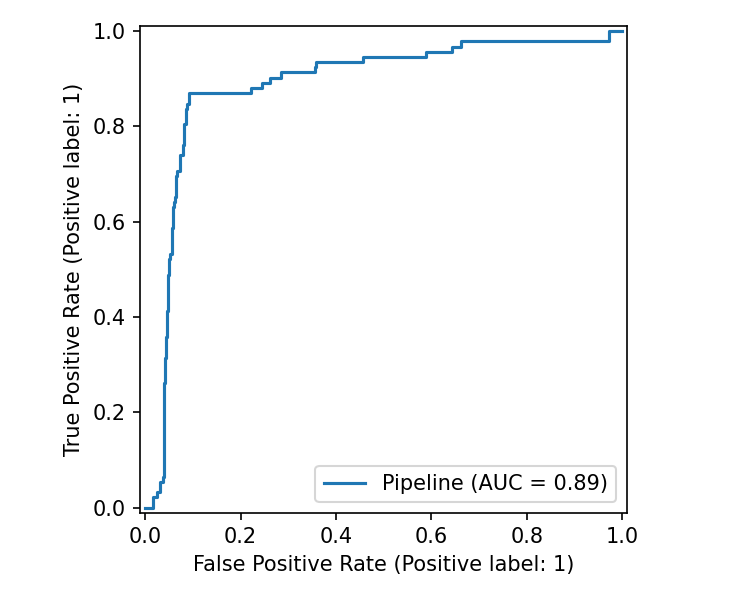 1.0
0.8
0.6
0.4
0.2
0.0
True Positive Rate (Positive label: 1)
Pipeline (AUC = 0.89)
0.0 0.2 0.4 0.6 0.8 1.0
False Positive Rate (Positive label: 1)